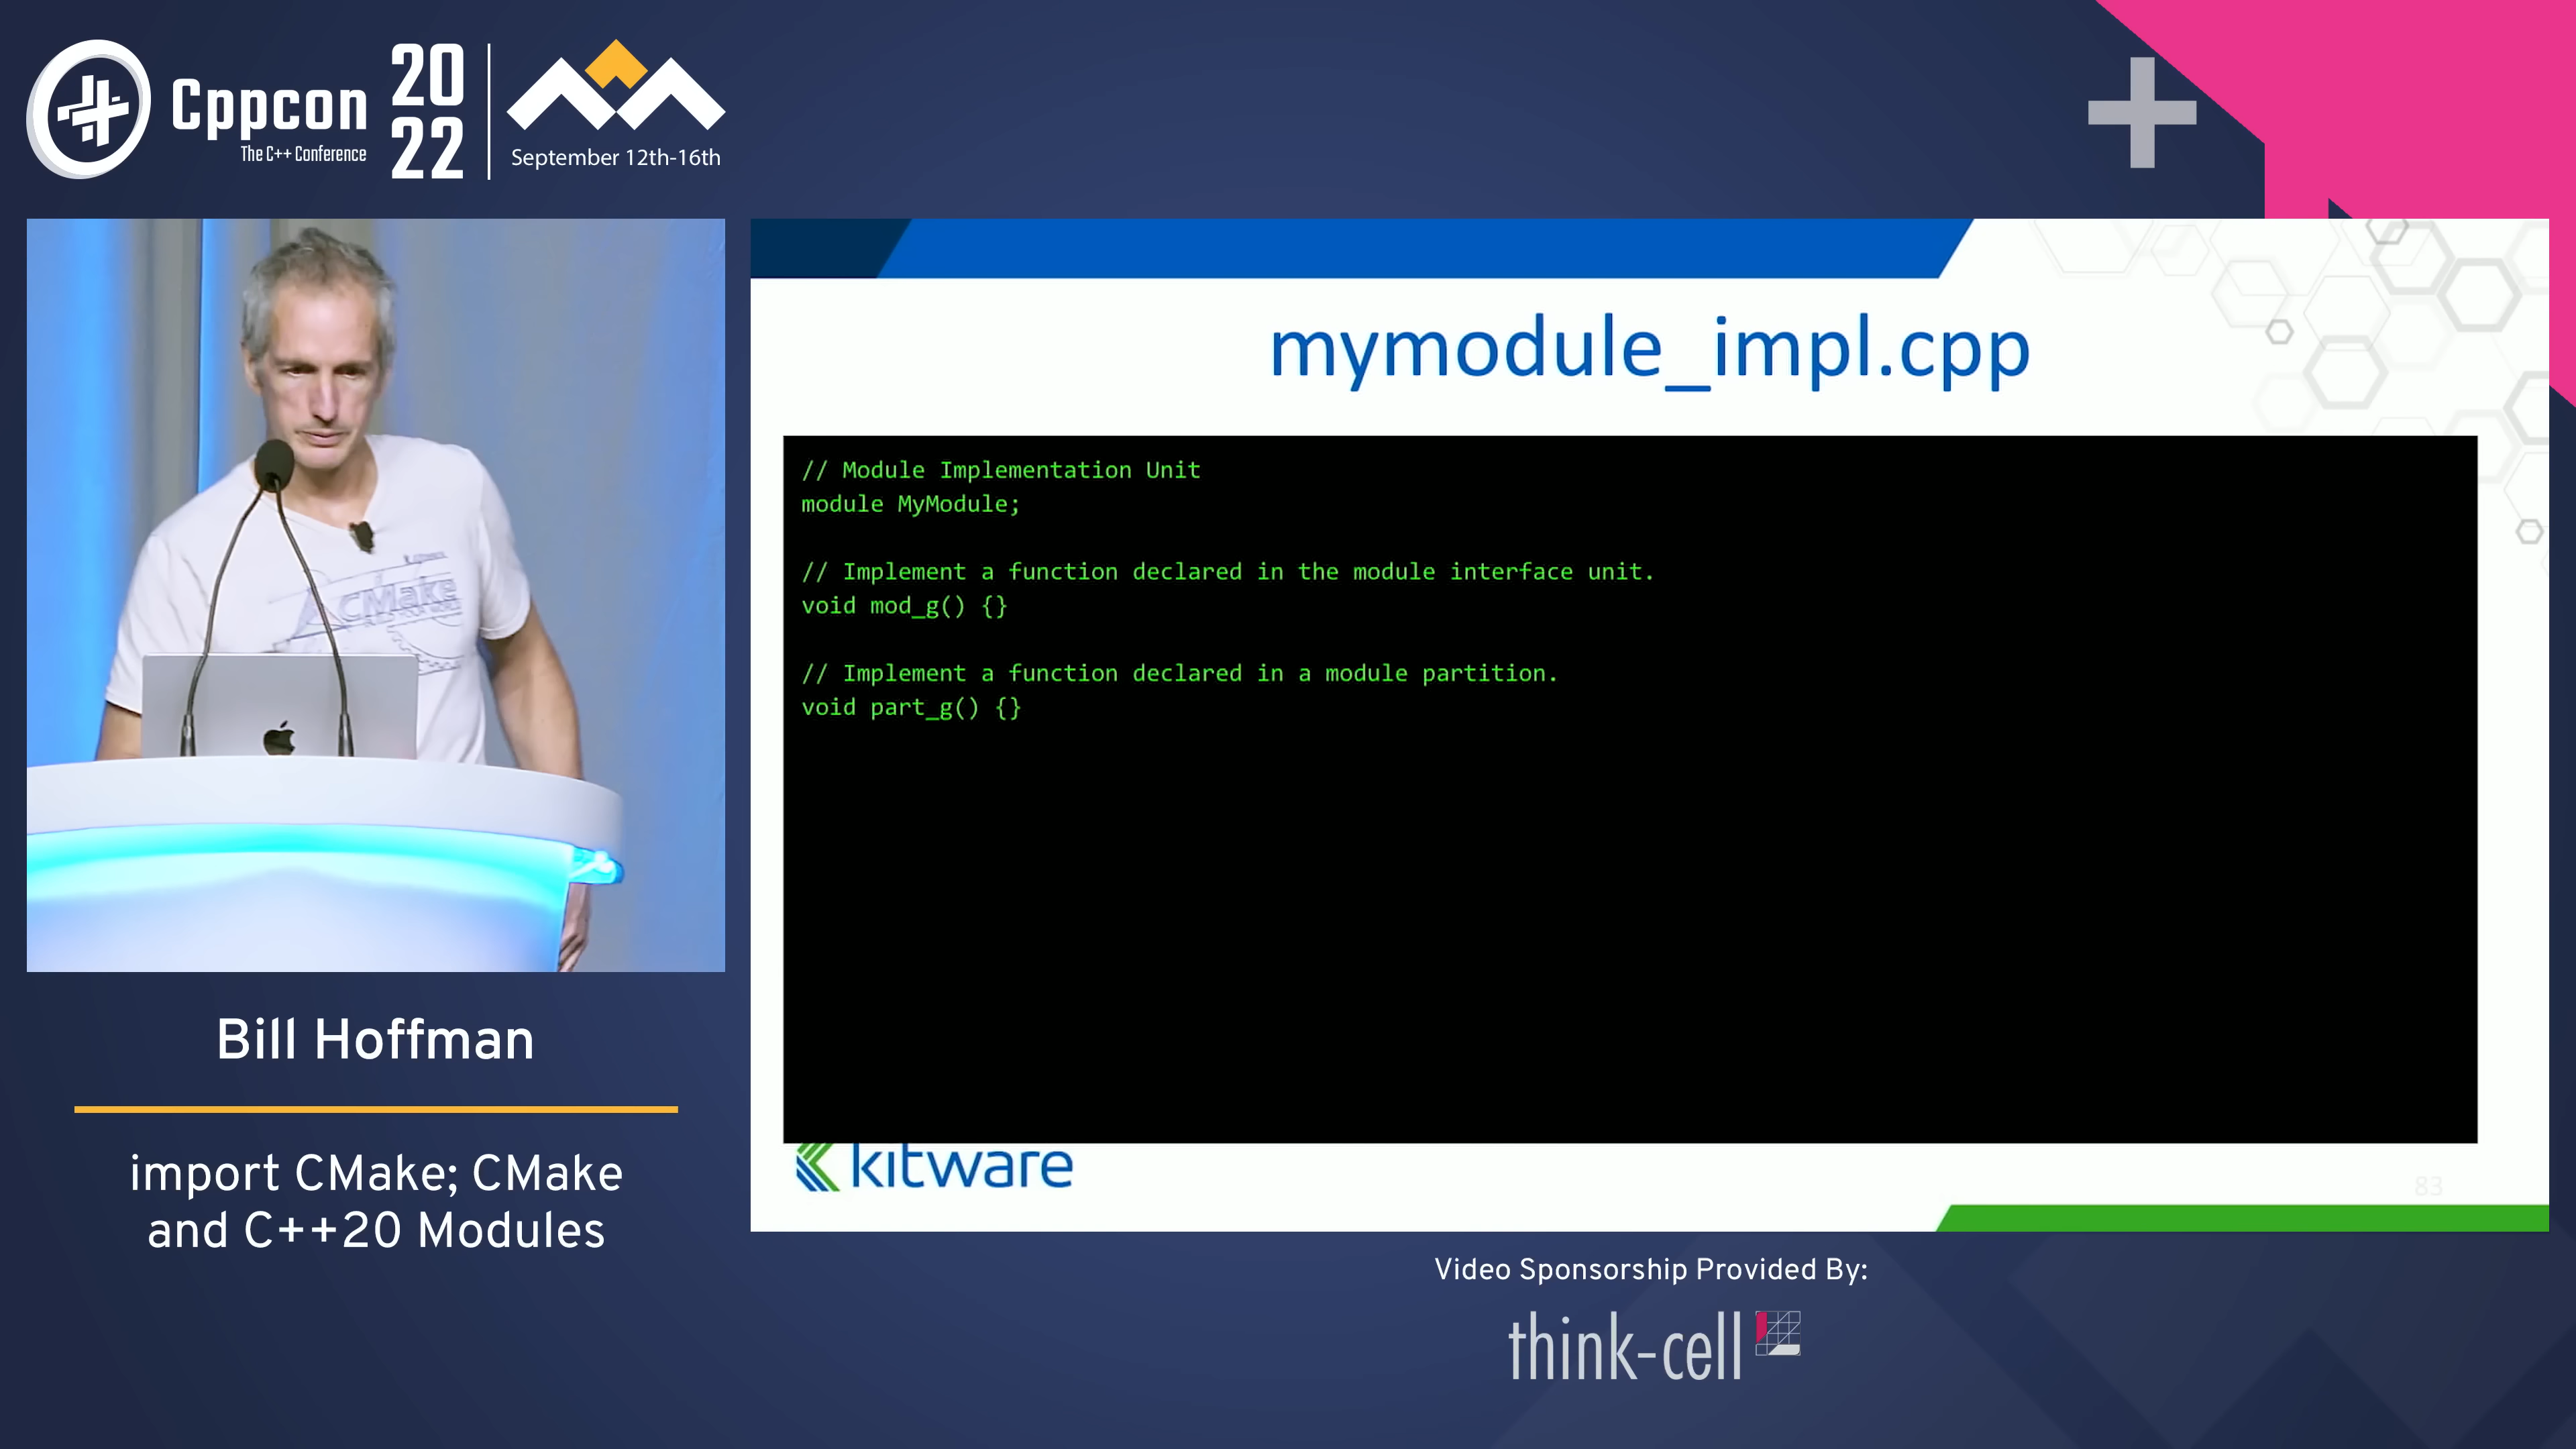 Cppcon
The C++ Conference
20
22
September 12th-16th
CMake
Bill Hoffman
import CMake; CMake
and C++20 Modules
mymodule_impl.cpp
// Module Implementation Unit
module MyModule;
// Implement a function declared in the module interface unit.
void mod_g() {}
// Implement a function declared in a module partition.
void part_g() {}
kitware
83
Video Sponsorship Provided By:
think-cell